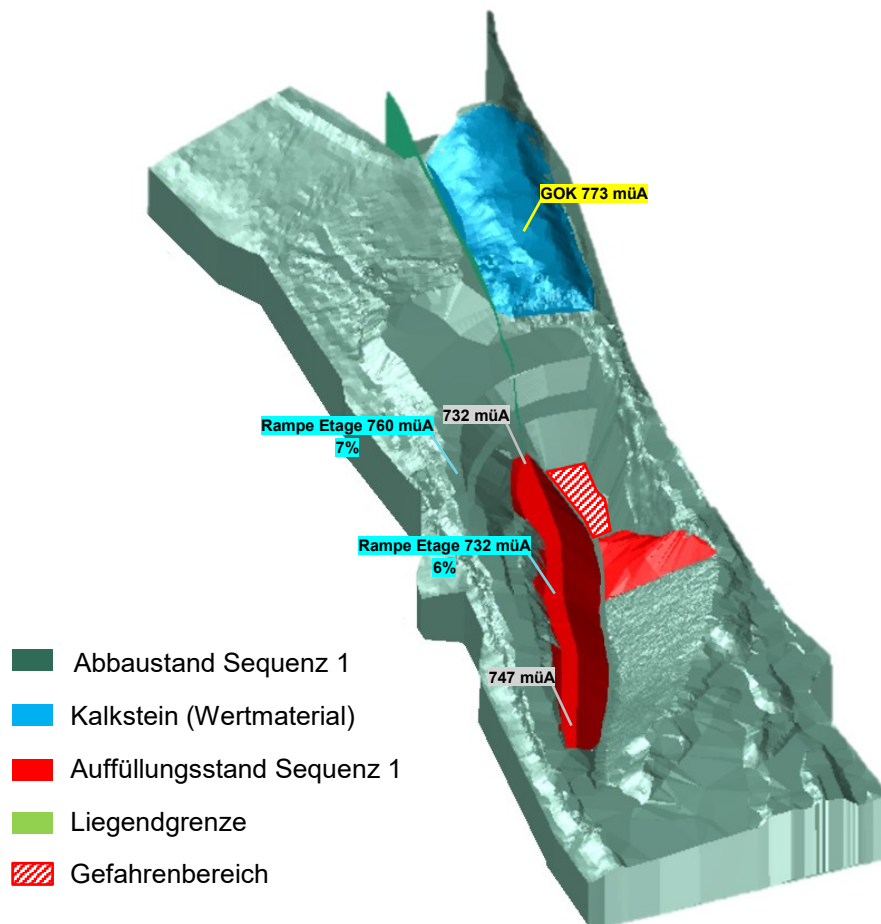 GOK 773 müA
732 müA
Rampe Etage 760 müA
7%
Rampe Etage 732 müA
6%
747 müA
Abbaustand Sequenz 1
Kalkstein (Wertmaterial)
Auffüllungsstand Sequenz 1
Liegendgrenze
Gefahrenbereich